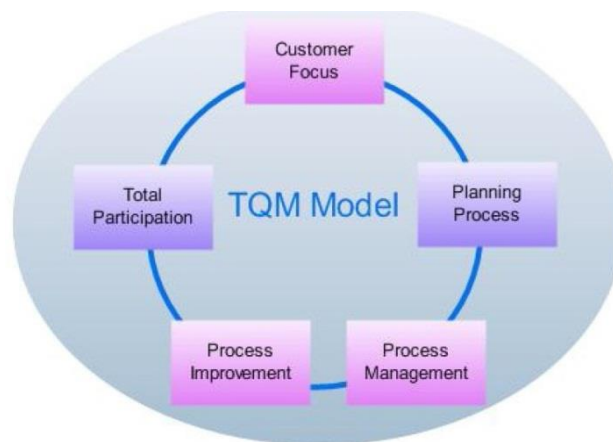 Customer
Focus
Total
Participation
TQM Model
Planning
Process
Process
Improvement
Process
Management